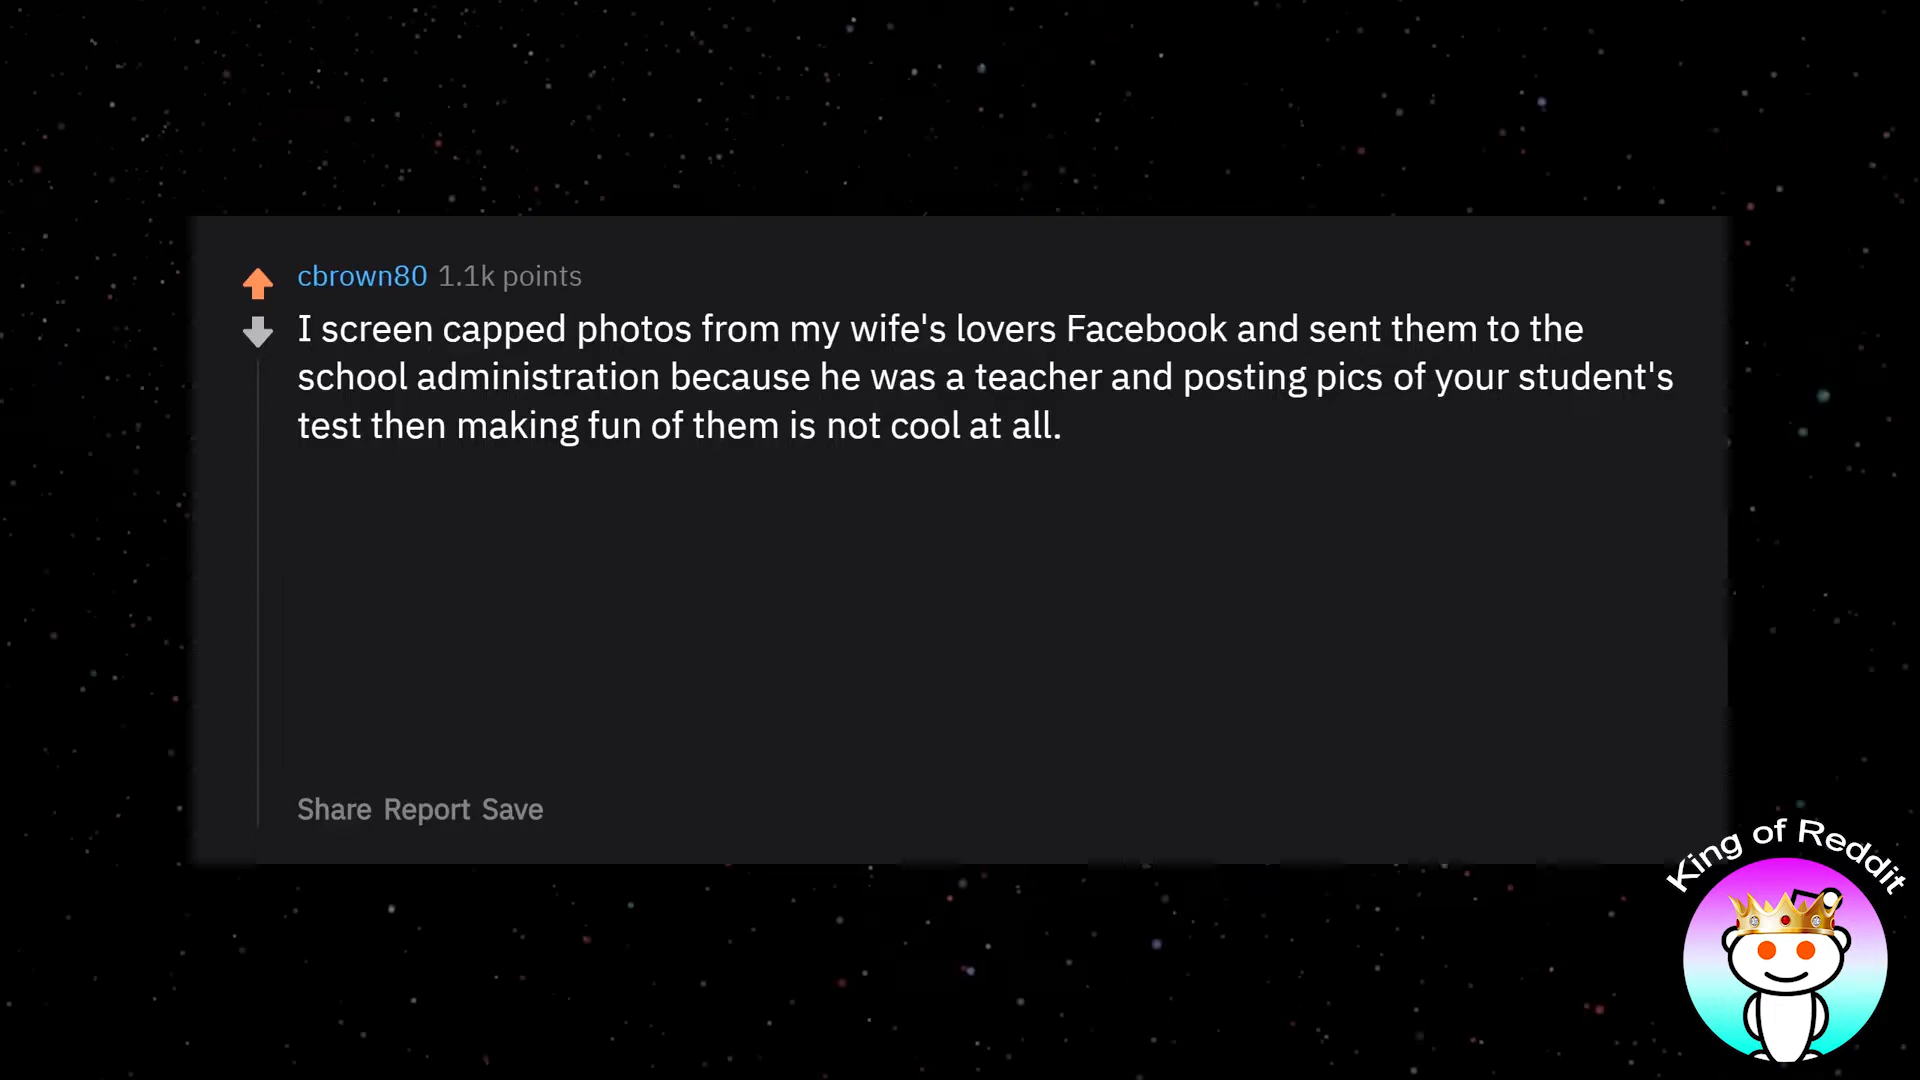 cbrown80 1.1k points
I screen capped photos from my wife's lovers Facebook and sent them to the
school administration because he was a teacher and posting pics of your student's
test then making fun of them is not cool at all.
Share Report Save
King of Reddit